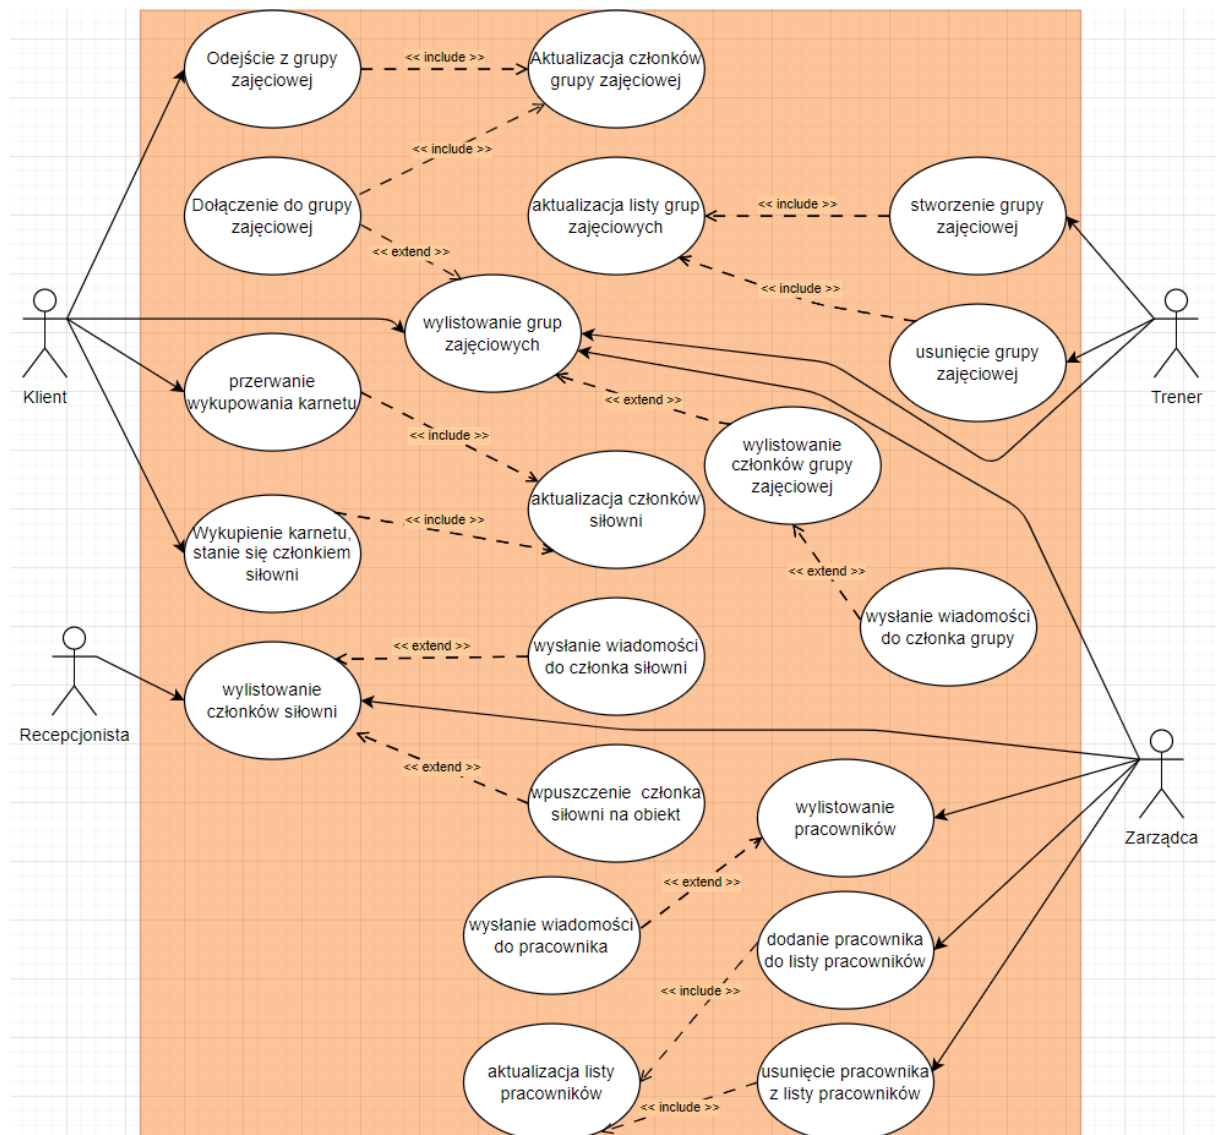 Odejście z grupy
zajęciowej
<< include >>
Aktualizacja członków
grupy zajęciowej
<< include >>
Dołączenie do grupy
zajęciowej
aktualizacja listy grup
zajęciowych
<< include >>
stworzenie grupy
zajęciowej
<< extend >>
<< include >>
wylistowanie grup
zajęciowych
usunięcie grupy
zajęciowej
Klient
Trener
przerwanie
wykupowania karnetu
<< extend >>
<< include >>
wylistowanie
członków grupy
zajęciowej
aktualizacja członków
siłowni
<< include >>
Wykupienie karnetu,
stanie się członkiem
siłowni
<< extend >>
wysłanie wiadomości
do członka grupy
<< extend >>
wysłanie wiadomości
do członka siłowni
wylistowanie
członków siłowni
Recepcjonista
<< extend >>
wpuszczenie  członka
siłowni na obiekt
wylistowanie
pracowników
Zarządca
<< extend >>
wysłanie wiadomości
do pracownika
dodanie pracownika
do listy pracowników
<< include >>
aktualizacja listy
pracowników
usunięcie pracownika
z listy pracowników
<< include >>